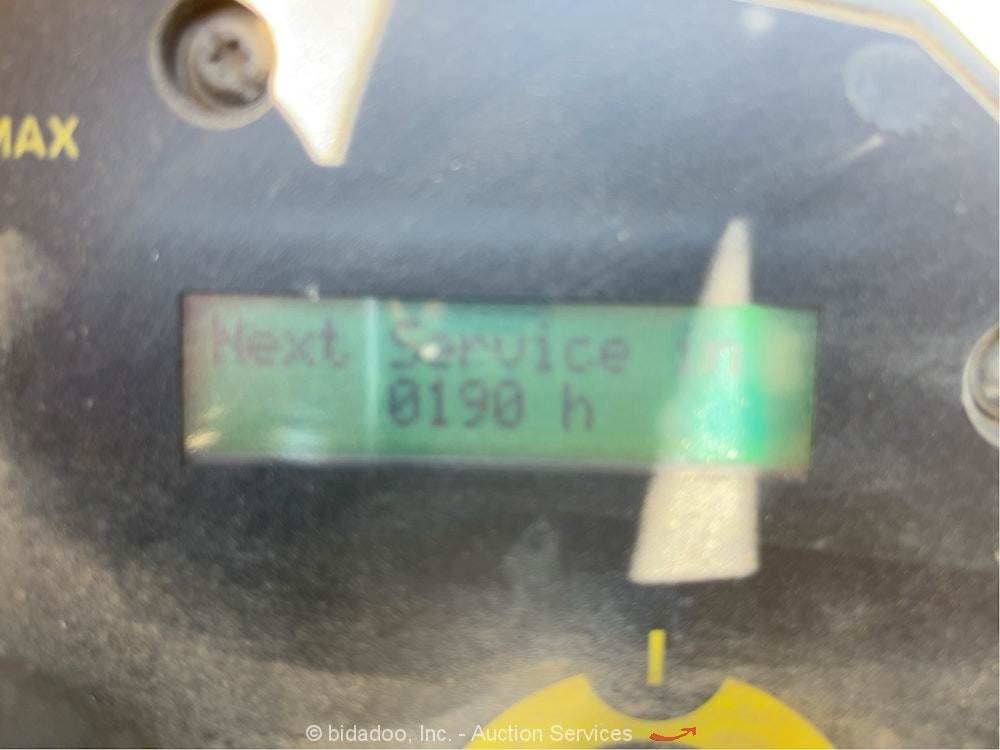 MAX
Next Service in
0190 h
© bidadoo, Inc. - Auction Services